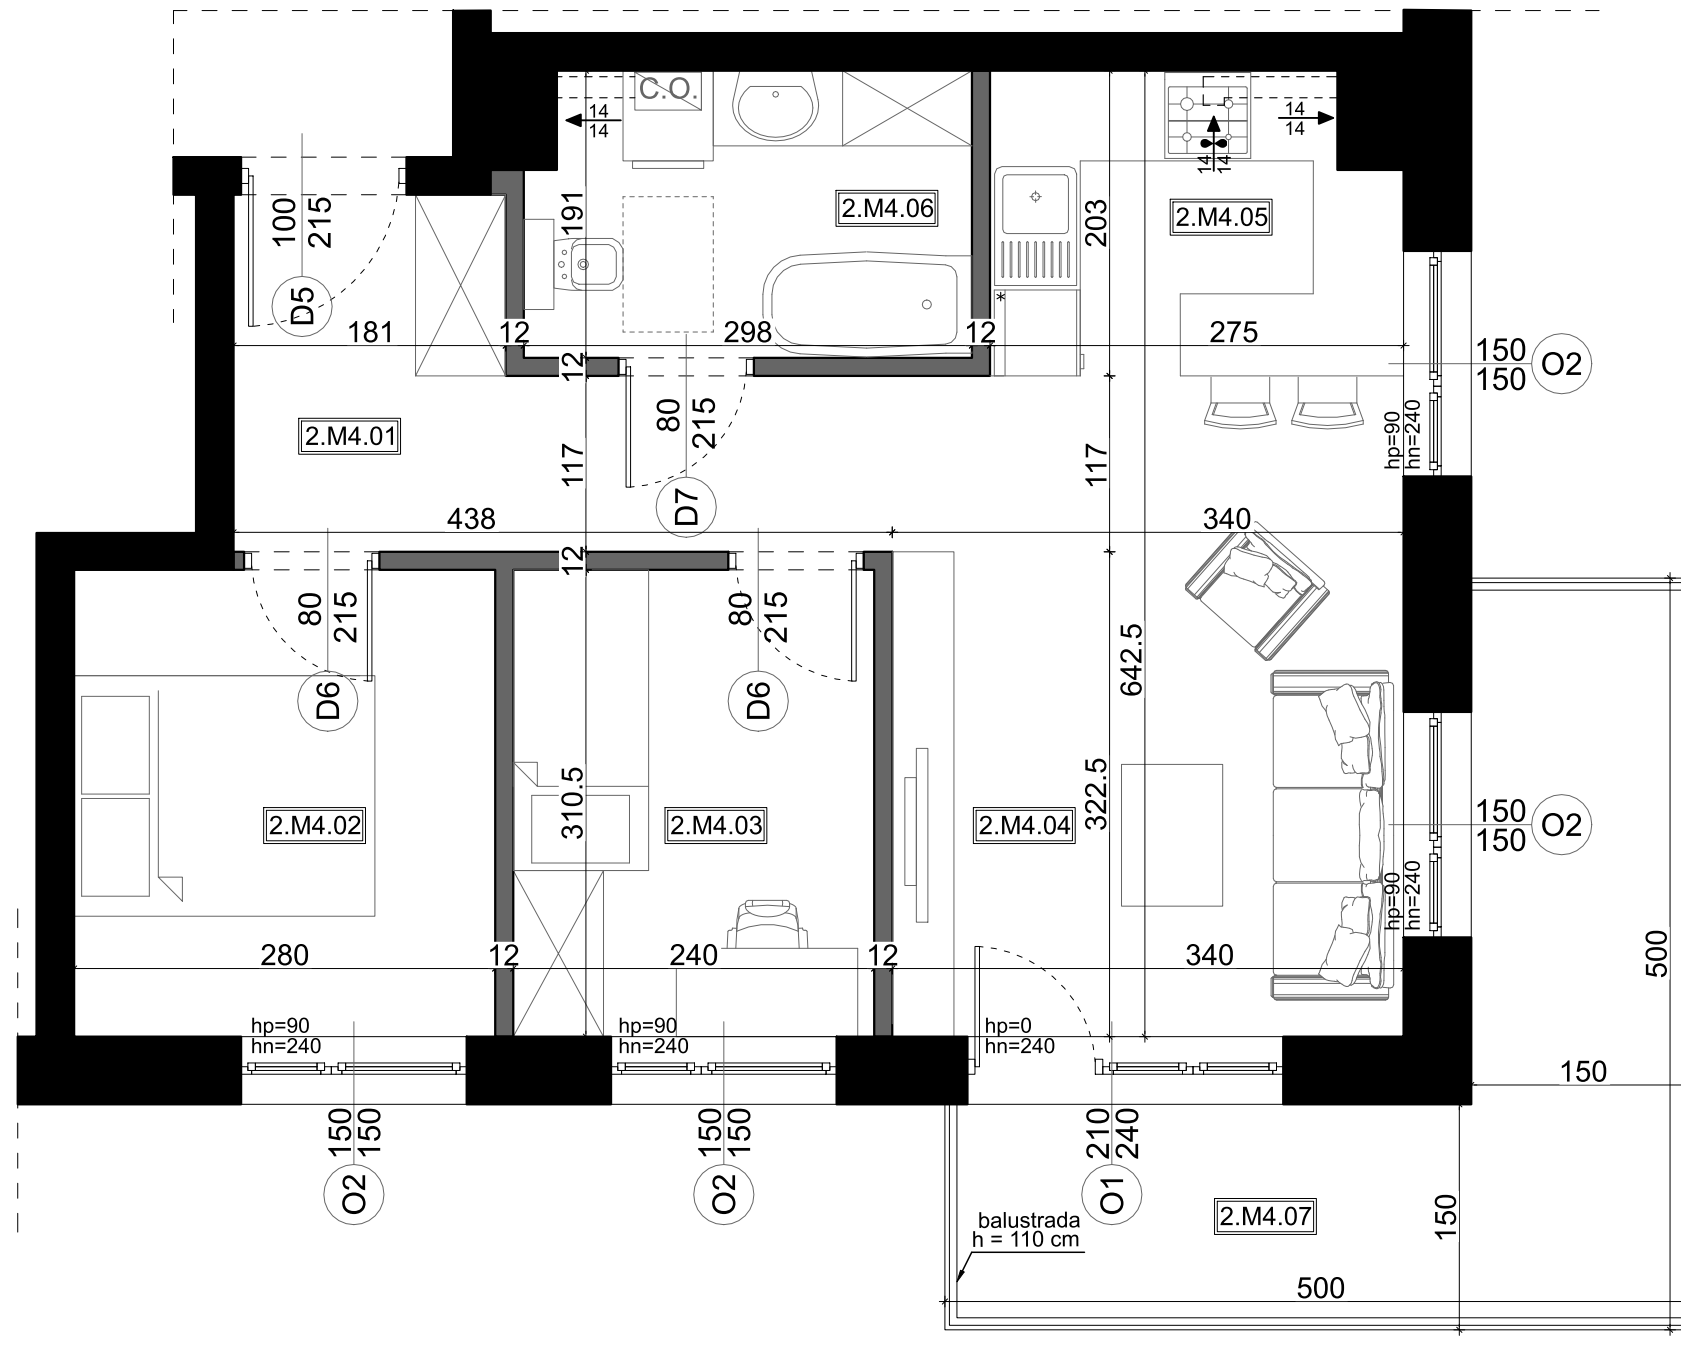 C.O.
14
14
14
14
14
14
2.M4.06
2.M4.05
100
215
191
203
D5
*
181
12
298
12
275
12
150
150
O2
80
215
2.M4.01
117
117
hp=90
hn=240
D7
438
340
12
80
215
80
215
642.5
D6
D6
310.5
322.5
2.M4.02
2.M4.03
2.M4.04
150
150
O2
hp=90
hn=240
280
12
240
12
340
500
hp=90
hn=240
hp=90
hn=240
hp=0
hn=240
150
150
150
150
150
210
240
O2
O2
O1
2.M4.07
150
balustrada
h = 110 cm
500